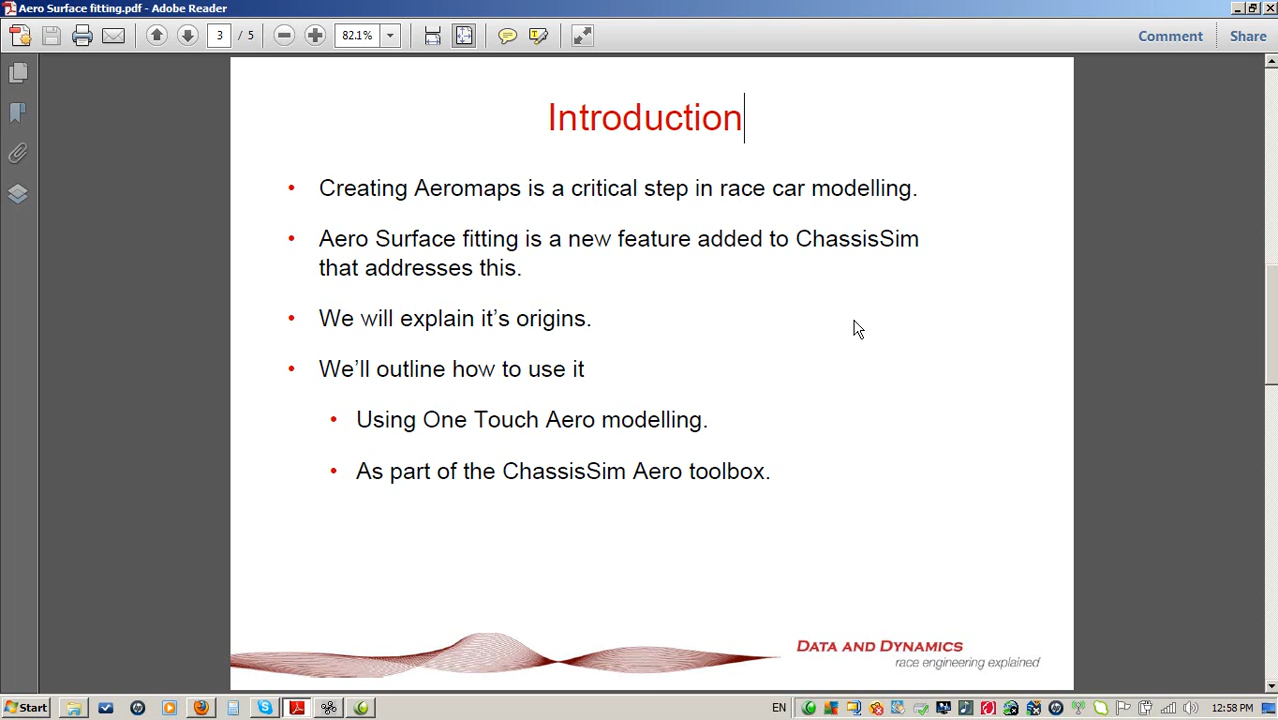 Aero Surface fitting.pdf - Adobe Reader
3 / 5 82.1% Comment Share
Introduction
• Creating Aeromaps is a critical step in race car modelling.
• Aero Surface fitting is a new feature added to ChassisSim
that addresses this.
• We will explain it’s origins.
• We’ll outline how to use it
• Using One Touch Aero modelling.
• As part of the ChassisSim Aero toolbox.
DATA AND DYNAMICS
race engineering explained
Start EN 12:58 PM